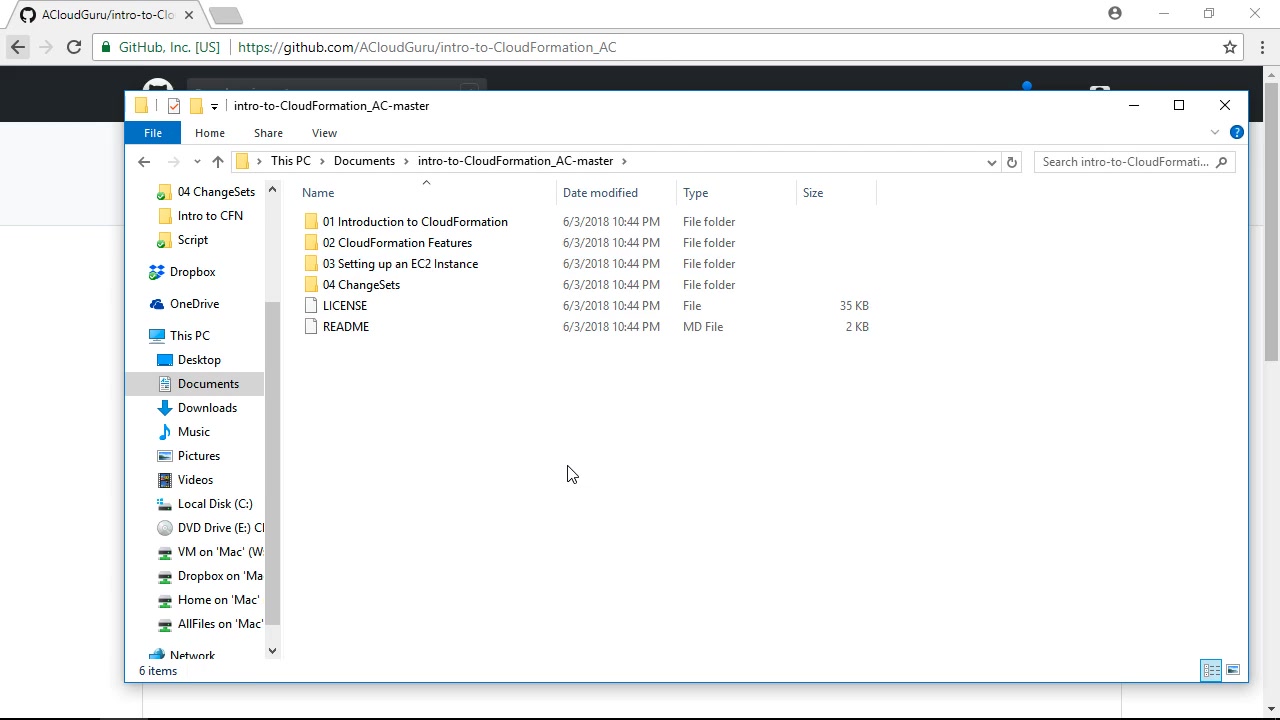 ACloudGuru/intro-to-Clo
GitHub, Inc. [US] https://github.com/ACloudGuru/intro-to-CloudFormation_AC
intro-to-CloudFormation_AC-master
File Home Share View
This PC > Documents > intro-to-CloudFormation_AC-master >
Search intro-to-CloudFormati...
04 ChangeSets
Intro to CFN
Script
Dropbox
OneDrive
This PC
Desktop
Documents
Downloads
Music
Pictures
Videos
Local Disk (C:)
DVD Drive (E:) C
VM on 'Mac' (W:
Dropbox on 'Ma
Home on 'Mac'
AllFiles on 'Mac'
Network
Name Date modified Type Size
01 Introduction to CloudFormation 6/3/2018 10:44 PM File folder
02 CloudFormation Features 6/3/2018 10:44 PM File folder
03 Setting up an EC2 Instance 6/3/2018 10:44 PM File folder
04 ChangeSets 6/3/2018 10:44 PM File folder
LICENSE 6/3/2018 10:44 PM File 35 KB
README 6/3/2018 10:44 PM MD File 2 KB
6 items